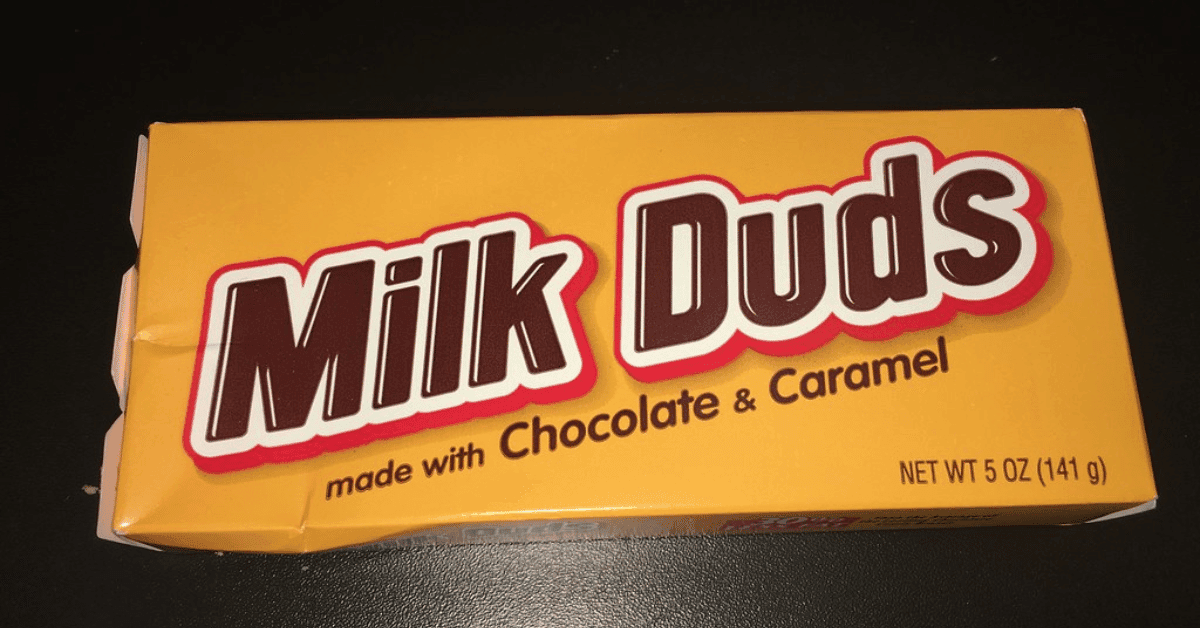 Milk Duds
made with Chocolate & Caramel
NET WT 5 OZ (141 g)